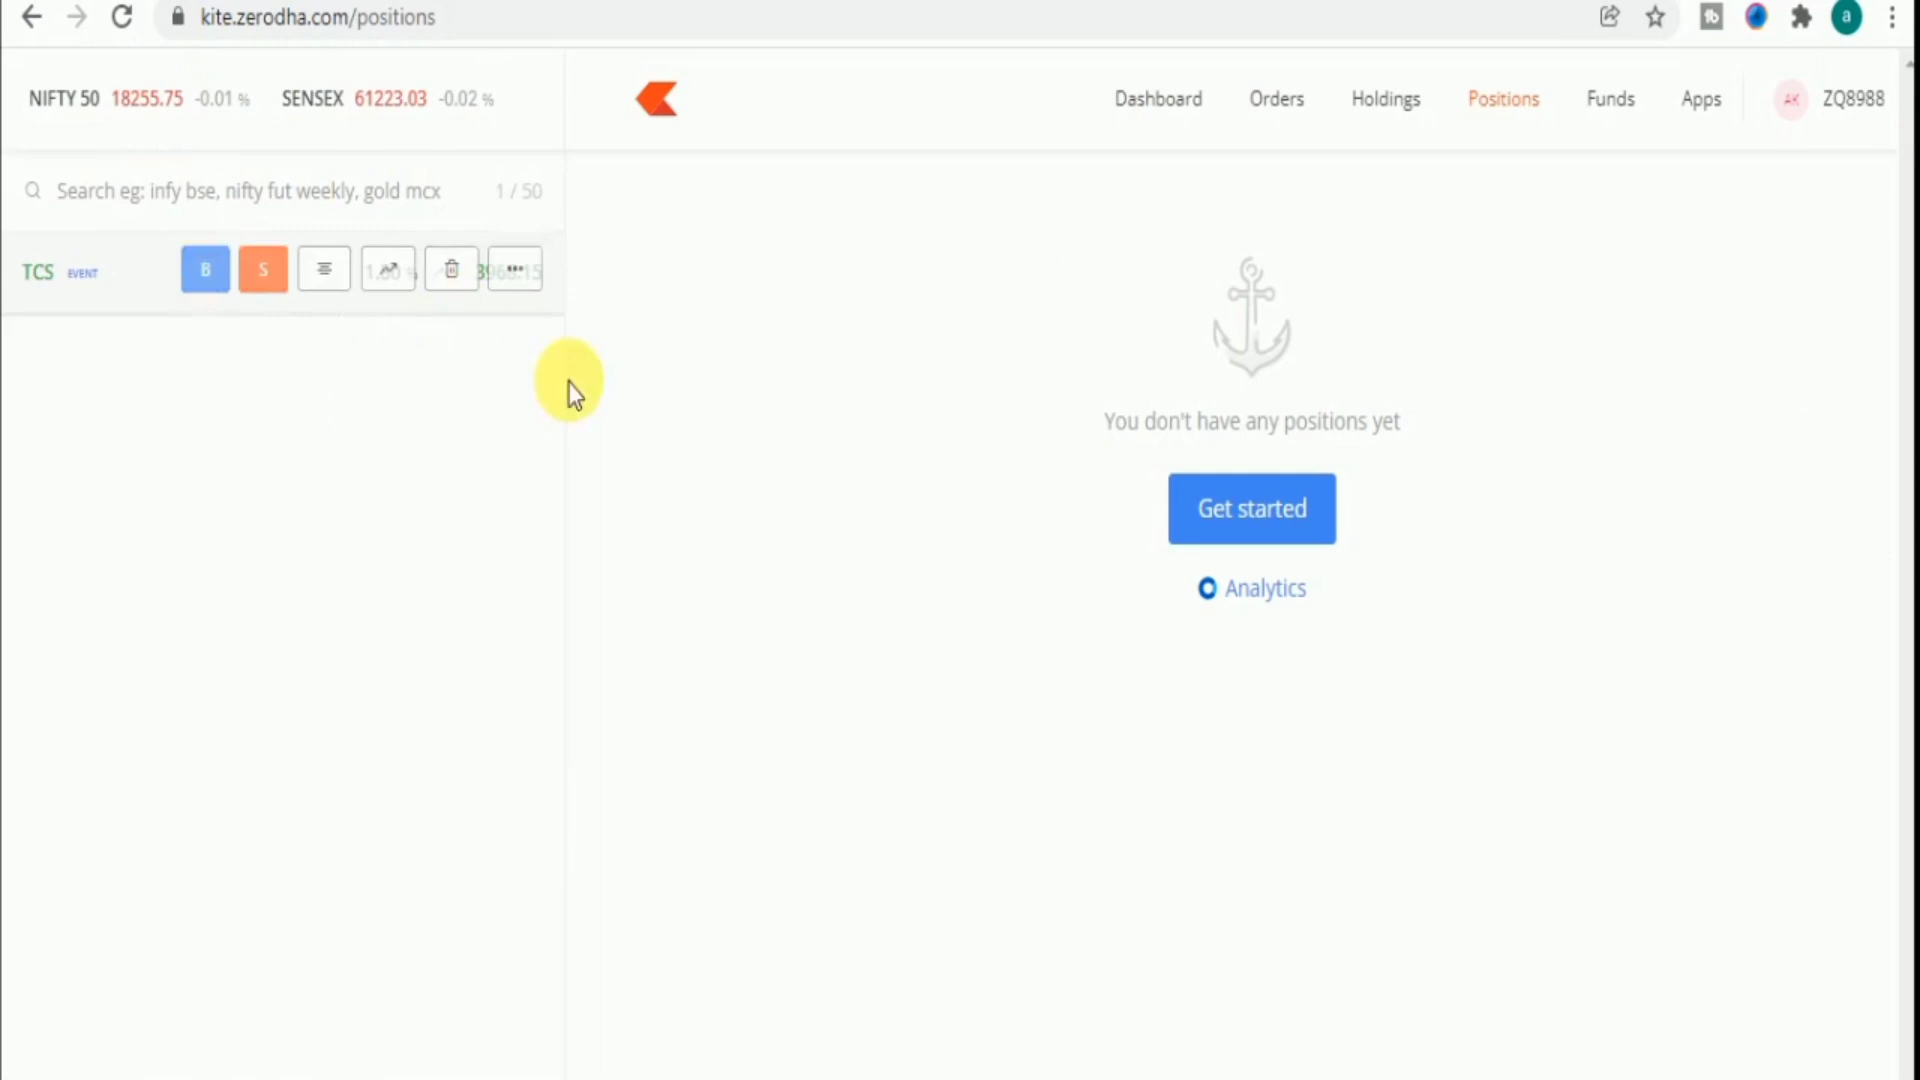 kite.zerodha.com/positions
a
NIFTY 50 18255.75 -0.01 % SENSEX 61223.03 -0.02 %
Dashboard Orders Holdings Positions Funds Apps AK ZQ8988
Search eg: infy bse, nifty fut weekly, gold mcx 1 / 50
TCS EVENT B S
You don't have any positions yet
Get started
Analytics